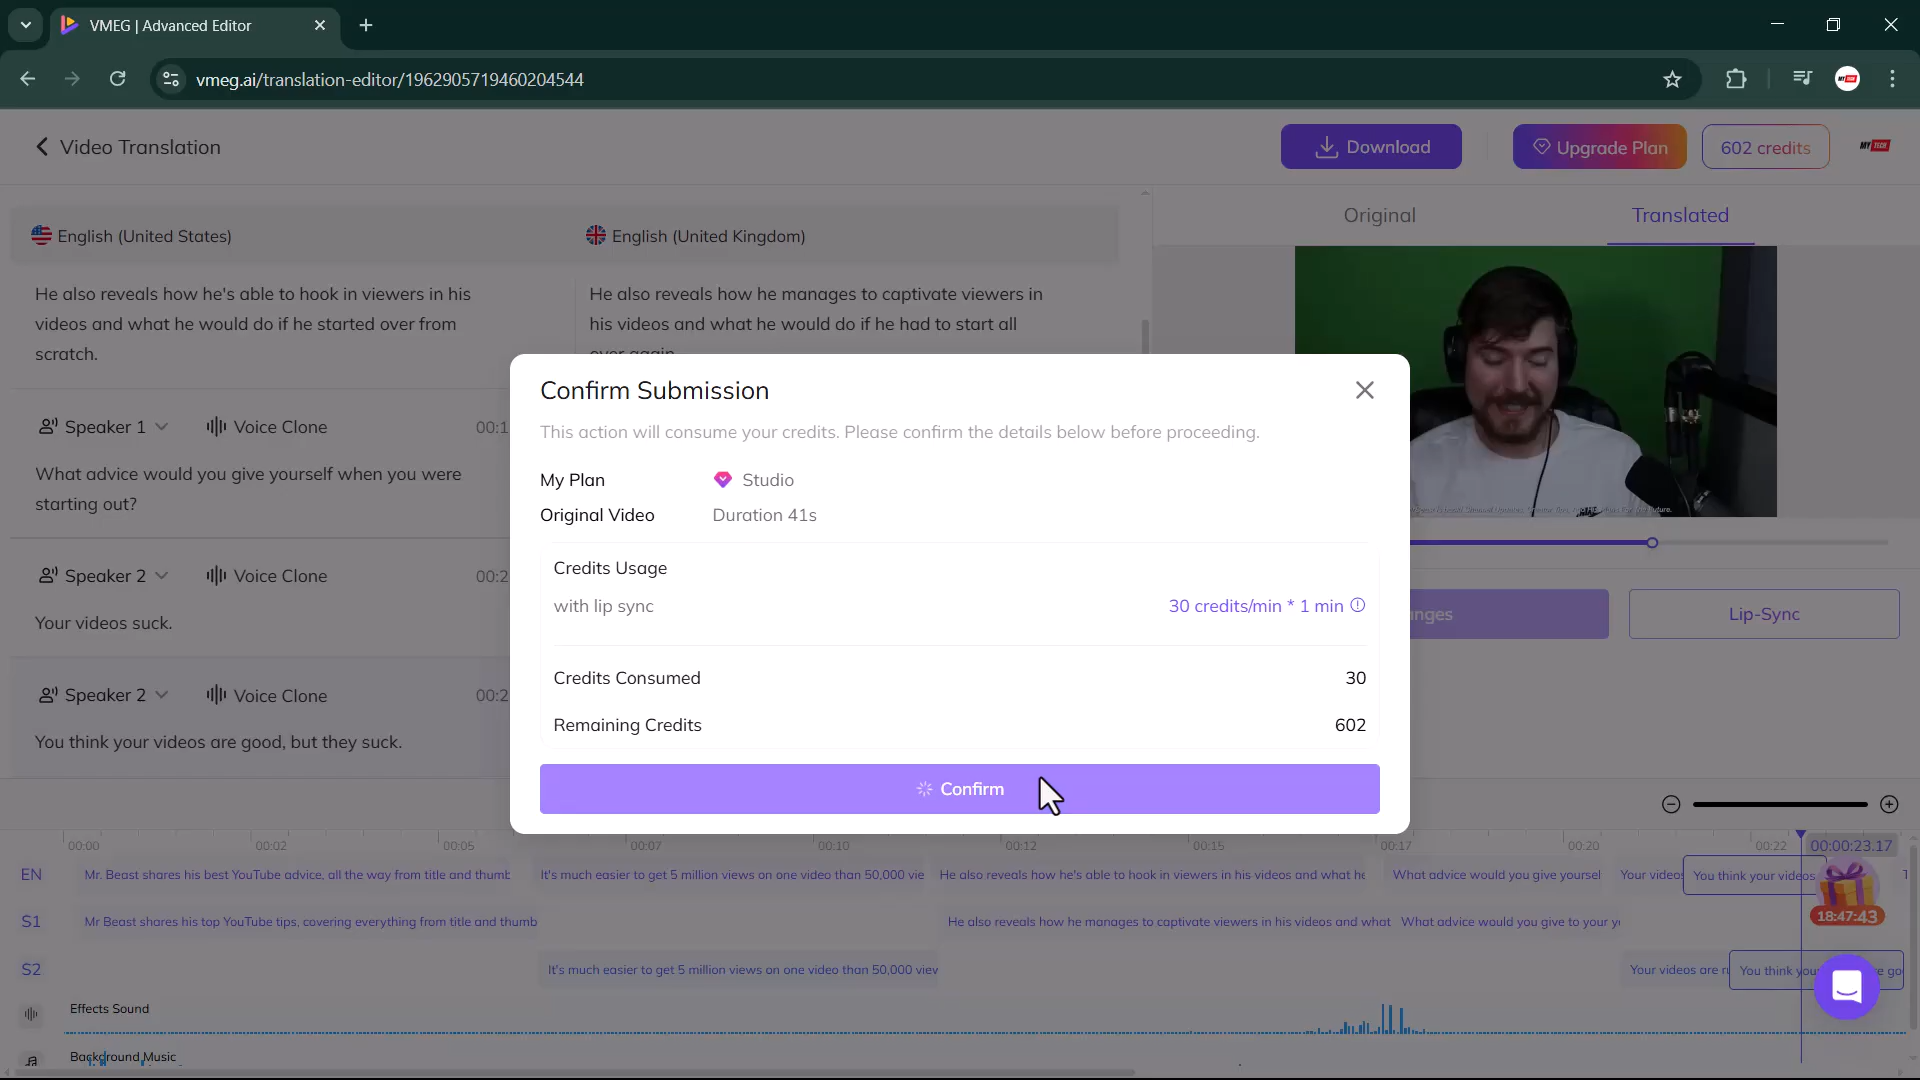 VMEG | Advanced Editor
vmeg.ai/translation-editor/1962905719460204544
Video Translation
Download
Upgrade Plan
602 credits
MY TECH
English (United States)
English (United Kingdom)
Original
Translated
He also reveals how he's able to hook in viewers in his
videos and what he would do if he started over from
scratch.
He also reveals how he manages to captivate viewers in
his videos and what he would do if he had to start all
over again.
Speaker 1
Voice Clone
00:1
What advice would you give yourself when you were
starting out?
Speaker 2
Voice Clone
00:2
Your videos suck.
Speaker 2
Voice Clone
00:2
You think your videos are good, but they suck.
Confirm Submission
This action will consume your credits. Please confirm the details below before proceeding.
My Plan
Studio
Original Video
Duration 41s
Credits Usage
with lip sync
30 credits/min * 1 min
Credits Consumed
30
Remaining Credits
602
Confirm
nges
Lip-Sync
00:00
00:02
00:05
00:07
00:10
00:12
00:15
00:17
00:20
00:22
00:00:23.17
EN
Mr. Beast shares his best YouTube advice, all the way from title and thumb
It's much easier to get 5 million views on one video than 50,000 vie
He also reveals how he's able to hook in viewers in his videos and what he
What advice would you give yoursel
Your videos
You think your videos
S1
Mr Beast shares his top YouTube tips, covering everything from title and thumb
He also reveals how he manages to captivate viewers in his videos and what
What advice would you give to your y
18:47:43
S2
It's much easier to get 5 million views on one video than 50,000 view
Your videos are ru
You think you
e go
Effects Sound
Background Music